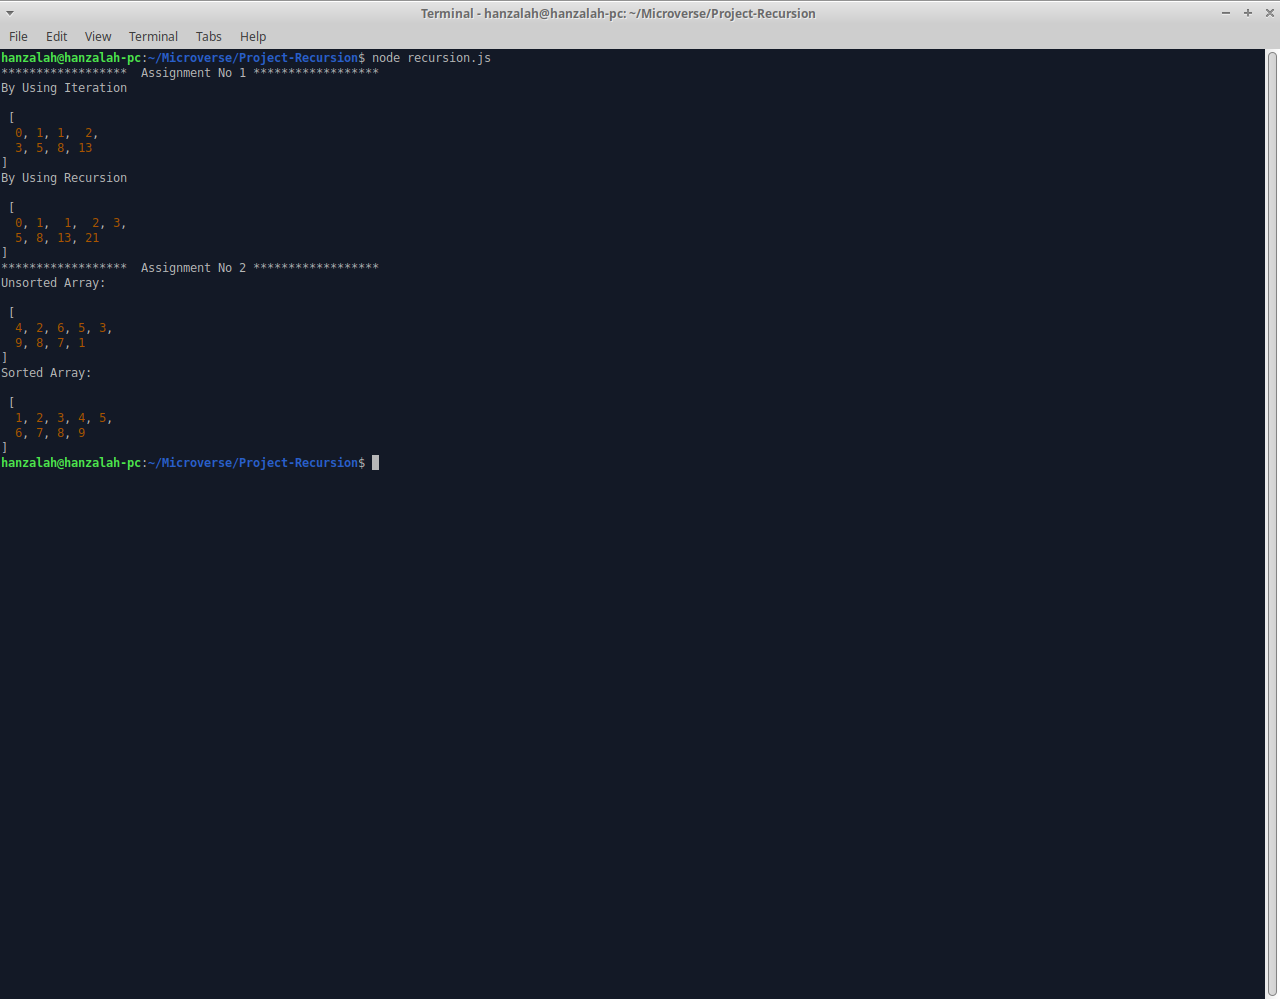 Terminal - hanzalah@hanzalah-pc: ~/Microverse/Project-Recursion
File Edit View Terminal Tabs Help
hanzalah@hanzalah-pc:~/Microverse/Project-Recursion$ node recursion.js
******************  Assignment No 1 ******************
By Using Iteration
 [
  0, 1, 1,  2,
  3, 5, 8, 13
]
By Using Recursion
 [
  0, 1,  1,  2, 3,
  5, 8, 13, 21
]
******************  Assignment No 2 ******************
Unsorted Array:
 [
  4, 2, 6, 5, 3,
  9, 8, 7, 1
]
Sorted Array:
 [
  1, 2, 3, 4, 5,
  6, 7, 8, 9
]
hanzalah@hanzalah-pc:~/Microverse/Project-Recursion$